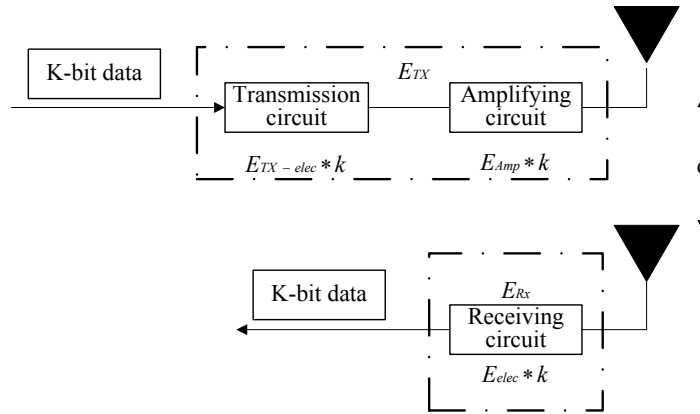 K-bit data
E_TX
Transmission circuit
Amplifying circuit
E_TX-elec * k
E_Amp * k
K-bit data
E_Rx
Receiving circuit
E_elec * k